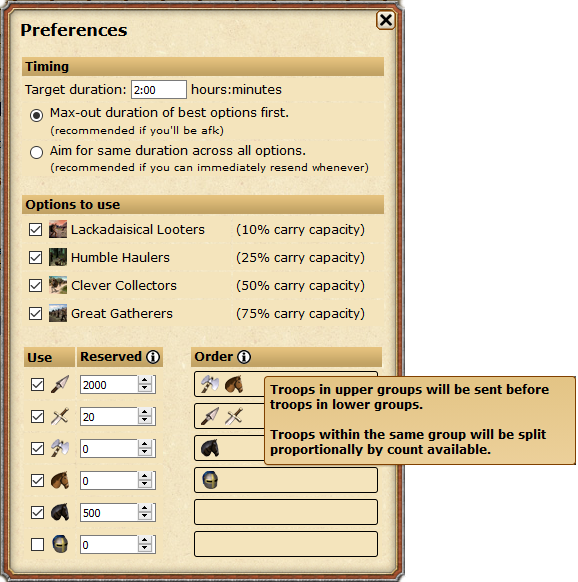 Preferences
Timing
Target duration: 2:00 hours:minutes
Max-out duration of best options first.
(recommended if you'll be afk)
Aim for same duration across all options.
(recommended if you can immediately resend whenever)
Options to use
Lackadaisical Looters (10% carry capacity)
Humble Haulers (25% carry capacity)
Clever Collectors (50% carry capacity)
Great Gatherers (75% carry capacity)
Use Reserved Order
2000
20
0
0
500
0
Troops in upper groups will be sent before
troops in lower groups.
Troops within the same group will be split
proportionally by count available.